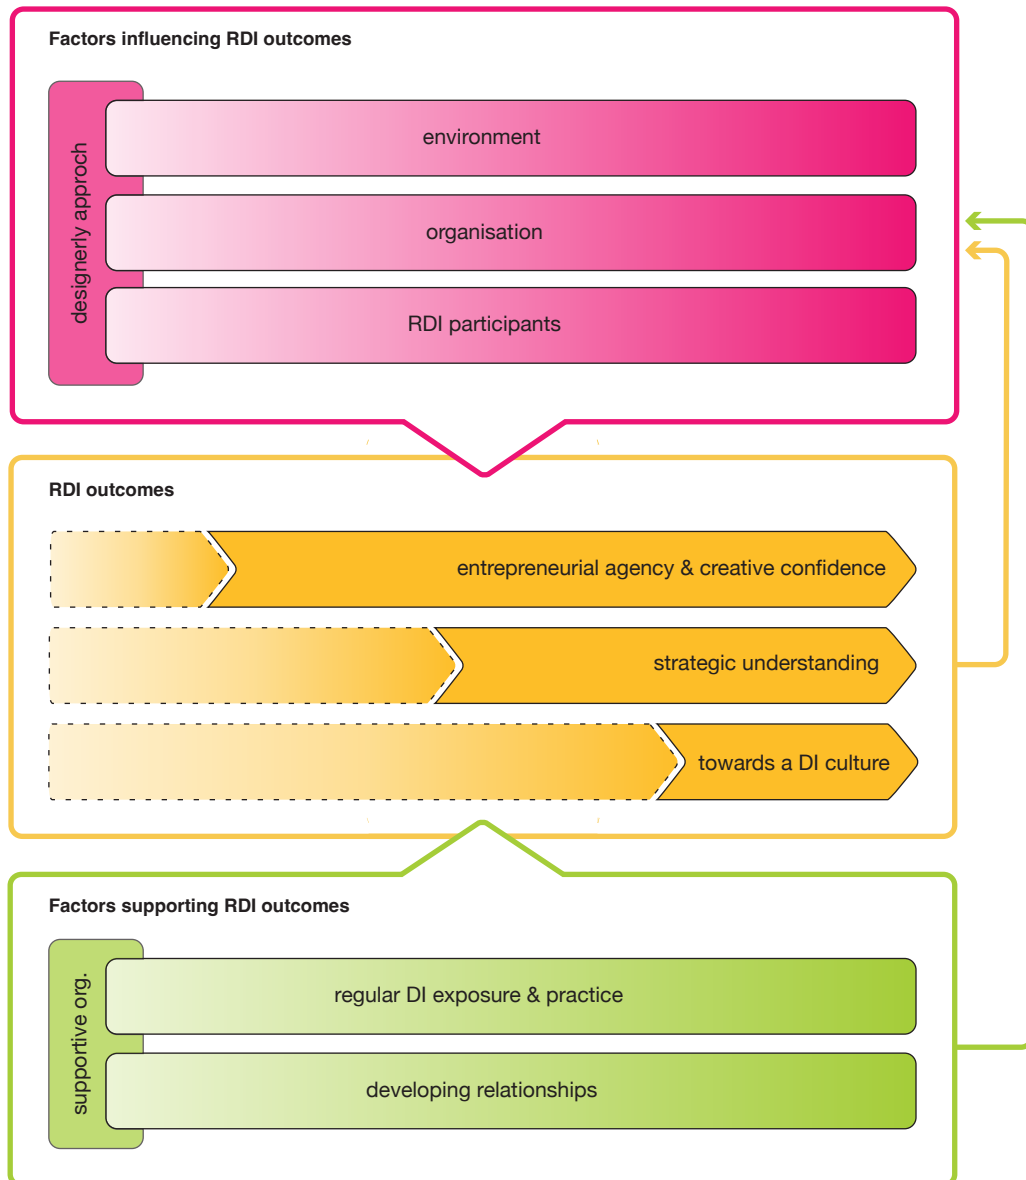 Factors influencing RDI outcomes
designerly approch
environment
organisation
RDI participants
RDI outcomes
entrepreneurial agency & creative confidence
strategic understanding
towards a DI culture
Factors supporting RDI outcomes
supportive org.
regular DI exposure & practice
developing relationships